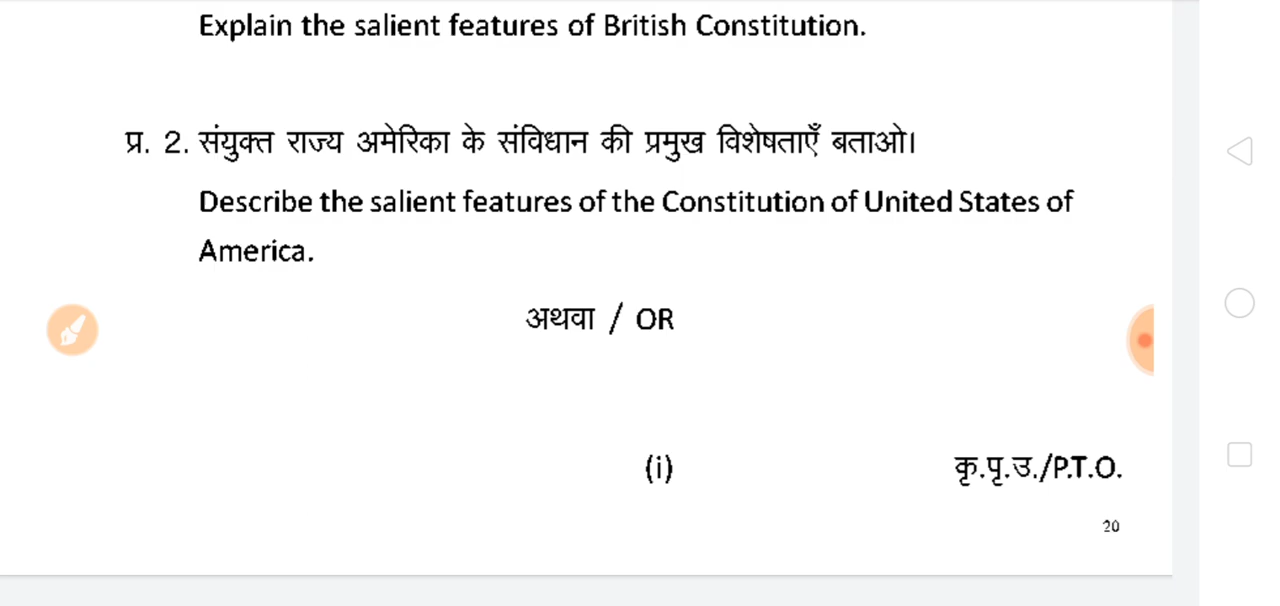 Explain the salient features of British Constitution.
प्र. 2. संयुक्त राज्य अमेरिका के संविधान की प्रमुख विशेषताएँ बताओ।
Describe the salient features of the Constitution of United States of
America.
अथवा / OR
(i) कृ.पृ.उ./P.T.O.
20